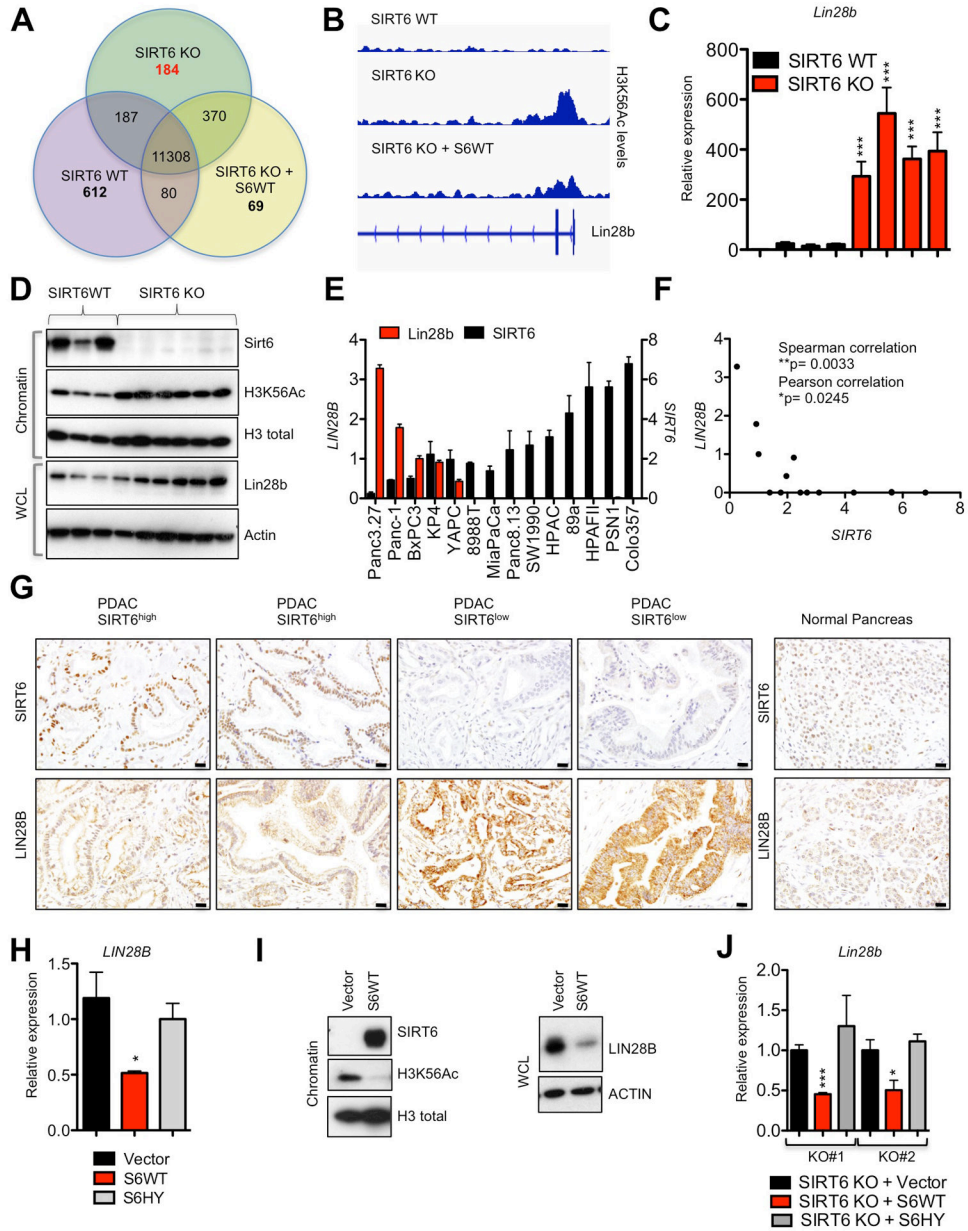 A
SIRT6 KO
184
187
370
11308
SIRT6 WT
612
80
SIRT6 KO +
S6WT
69
B
SIRT6 WT
SIRT6 KO
SIRT6 KO + S6WT
Lin28b
H3K56Ac levels
C
Lin28b
SIRT6 WT
SIRT6 KO
Relative expression
800
600
400
200
0
***
***
***
***
D
SIRT6WT
SIRT6 KO
Chromatin
WCL
Sirt6
H3K56Ac
H3 total
Lin28b
Actin
E
Lin28b
SIRT6
LIN28B
4
3
2
1
0
8
6
4
2
0
SIRT6
Panc3.27
Panc-1
BxPC3
KP4
YAPC
8988T
MiaPaCa
Panc8.13
SW1990
HPAC
89a
HPAFII
PSN1
Colo357
F
Spearman correlation
**p= 0.0033
Pearson correlation
*p= 0.0245
LIN28B
4
3
2
1
0
0
2
4
6
8
SIRT6
G
PDAC
SIRT6high
PDAC
SIRT6high
PDAC
SIRT6low
PDAC
SIRT6low
Normal Pancreas
SIRT6
SIRT6
LIN28B
LIN28B
H
LIN28B
Relative expression
1.5
1.0
0.5
0.0
*
Vector
S6WT
S6HY
I
Vector
S6WT
Chromatin
SIRT6
H3K56Ac
H3 total
Vector
S6WT
WCL
LIN28B
ACTIN
J
Lin28b
Relative expression
2.0
1.5
1.0
0.5
0.0
***
*
KO#1
KO#2
SIRT6 KO + Vector
SIRT6 KO + S6WT
SIRT6 KO + S6HY